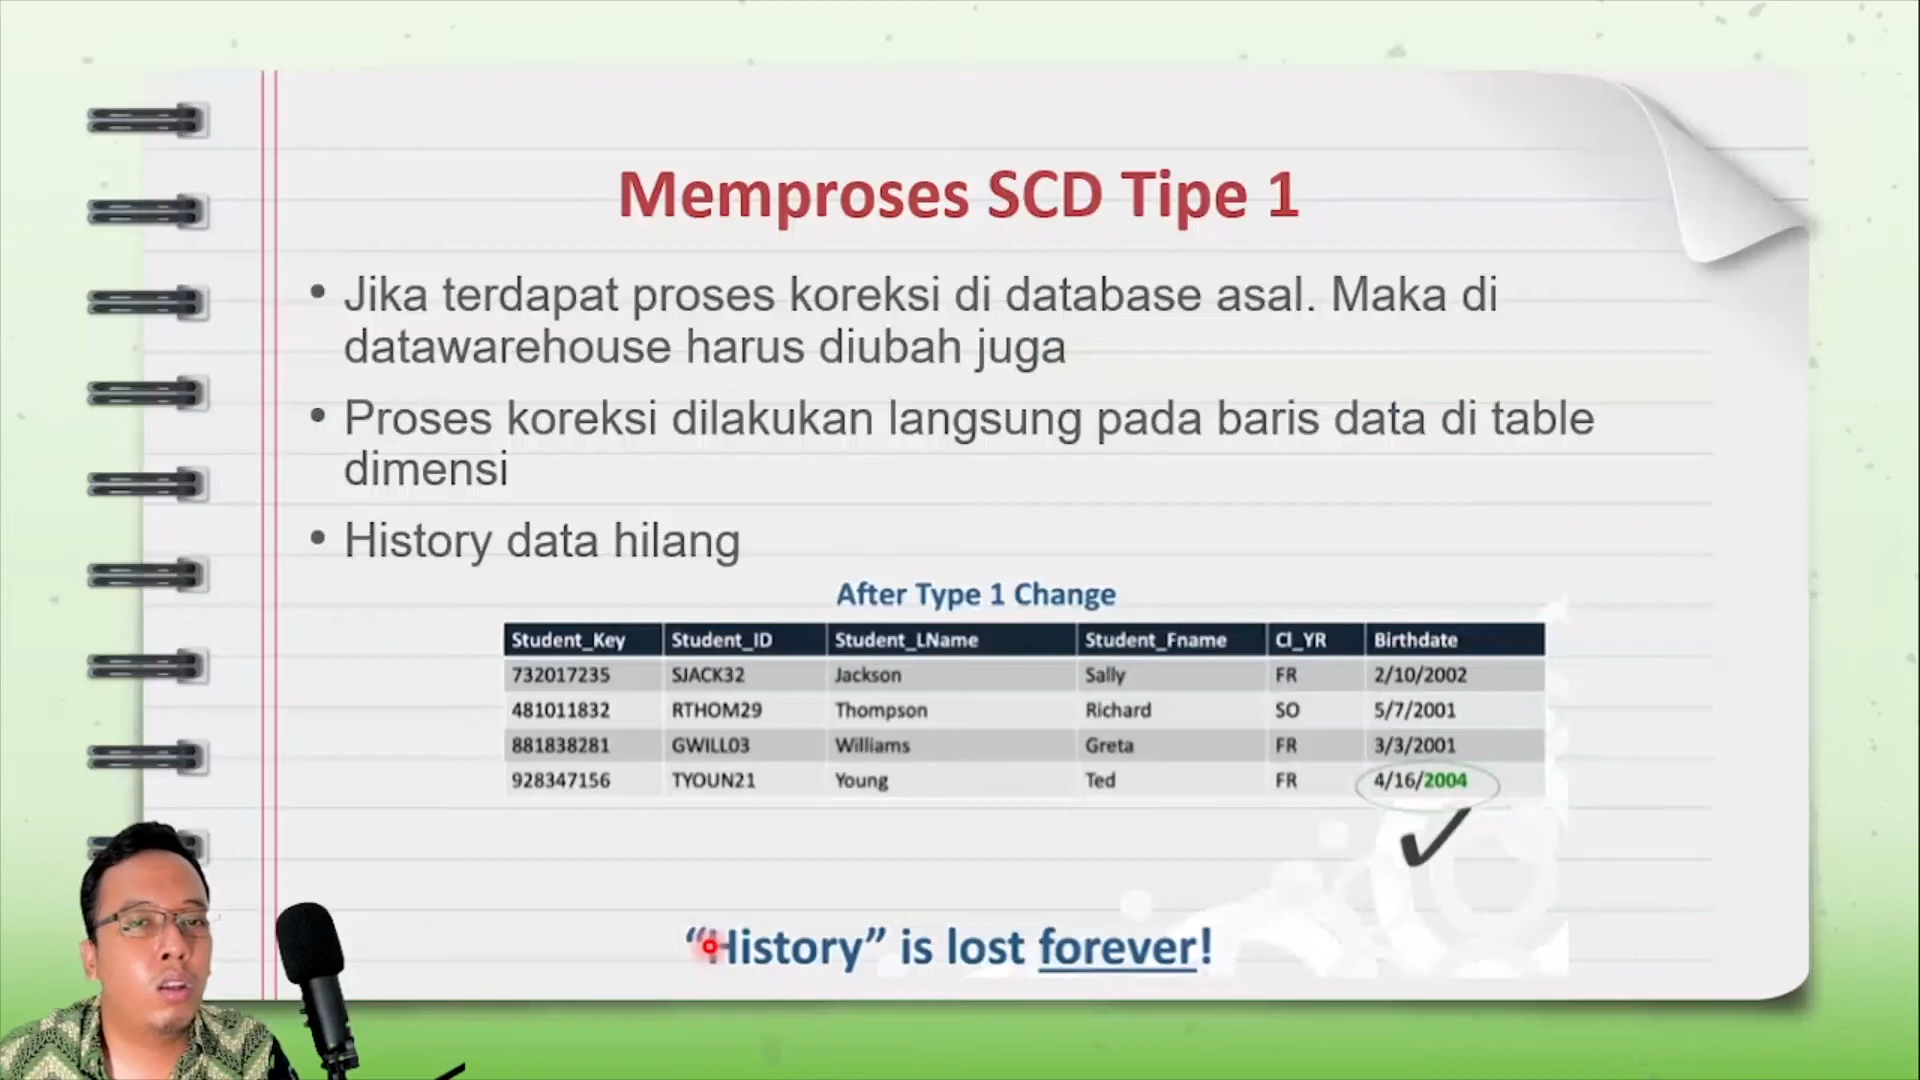 Memproses SCD Tipe 1
• Jika terdapat proses koreksi di database asal. Maka di
datawarehouse harus diubah juga
• Proses koreksi dilakukan langsung pada baris data di table
dimensi
• History data hilang
After Type 1 Change
Student_Key Student_ID Student_LName Student_Fname Cl_YR Birthdate
732017235 SJACK32 Jackson Sally FR 2/10/2002
481011832 RTHOM29 Thompson Richard SO 5/7/2001
881838281 GWILL03 Williams Greta FR 3/3/2001
928347156 TYOUN21 Young Ted FR 4/16/2004
“History” is lost forever!